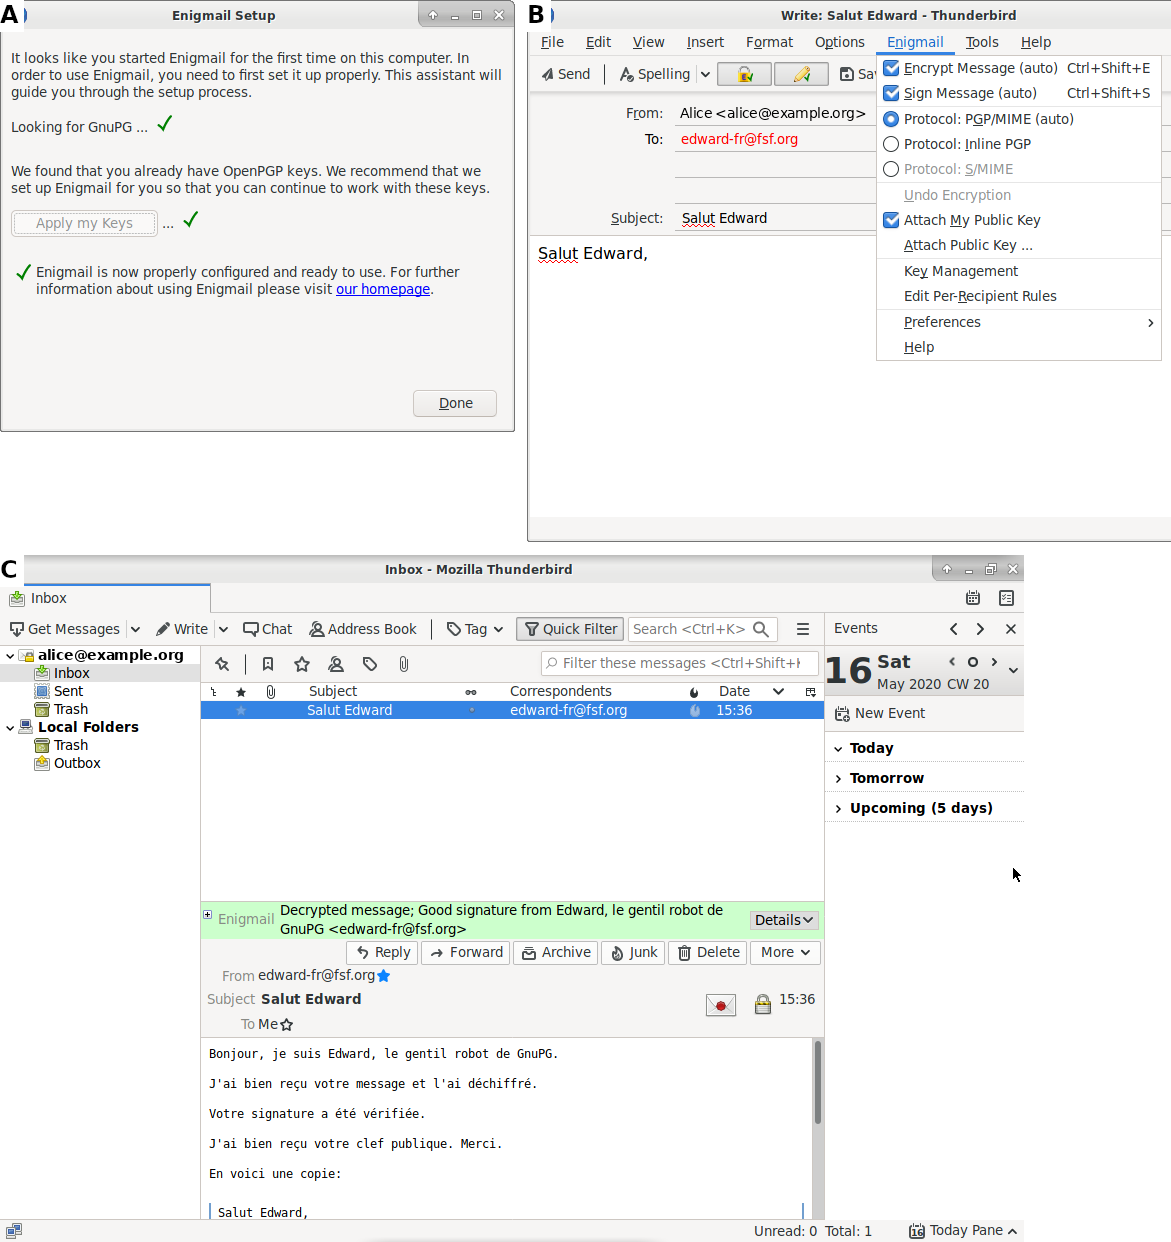 A
Enigmail Setup
It looks like you started Enigmail for the first time on this computer. In
order to use Enigmail, you need to first set it up properly. This assistant will
guide you through the setup process.
Looking for GnuPG ...
We found that you already have OpenPGP keys. We recommend that we
set up Enigmail for you so that you can continue to work with these keys.
Apply my Keys ...
Enigmail is now properly configured and ready to use. For further
information about using Enigmail please visit our homepage.
Done
B
Write: Salut Edward - Thunderbird
File Edit View Insert Format Options Enigmail Tools Help
Send Spelling Sav
From: Alice <alice@example.org>
To: edward-fr@fsf.org
Subject: Salut Edward
Salut Edward,
Encrypt Message (auto) Ctrl+Shift+E
Sign Message (auto) Ctrl+Shift+S
Protocol: PGP/MIME (auto)
Protocol: Inline PGP
Protocol: S/MIME
Undo Encryption
Attach My Public Key
Attach Public Key ...
Key Management
Edit Per-Recipient Rules
Preferences
Help
C
Inbox - Mozilla Thunderbird
Inbox
Get Messages Write Chat Address Book Tag Quick Filter Search <Ctrl+K>
alice@example.org
Inbox
Sent
Trash
Local Folders
Trash
Outbox
Filter these messages <Ctrl+Shift+K
Subject Correspondents Date
Salut Edward edward-fr@fsf.org 15:36
Enigmail Decrypted message; Good signature from Edward, le gentil robot de
GnuPG <edward-fr@fsf.org>
Details
Reply Forward Archive Junk Delete More
From edward-fr@fsf.org
Subject Salut Edward 15:36
To Me
Bonjour, je suis Edward, le gentil robot de GnuPG.
J'ai bien reçu votre message et l'ai déchiffré.
Votre signature a été vérifiée.
J'ai bien reçu votre clef publique. Merci.
En voici une copie:
Salut Edward,
Events
16 Sat
May 2020 CW 20
New Event
Today
Tomorrow
Upcoming (5 days)
Unread: 0 Total: 1 16 Today Pane